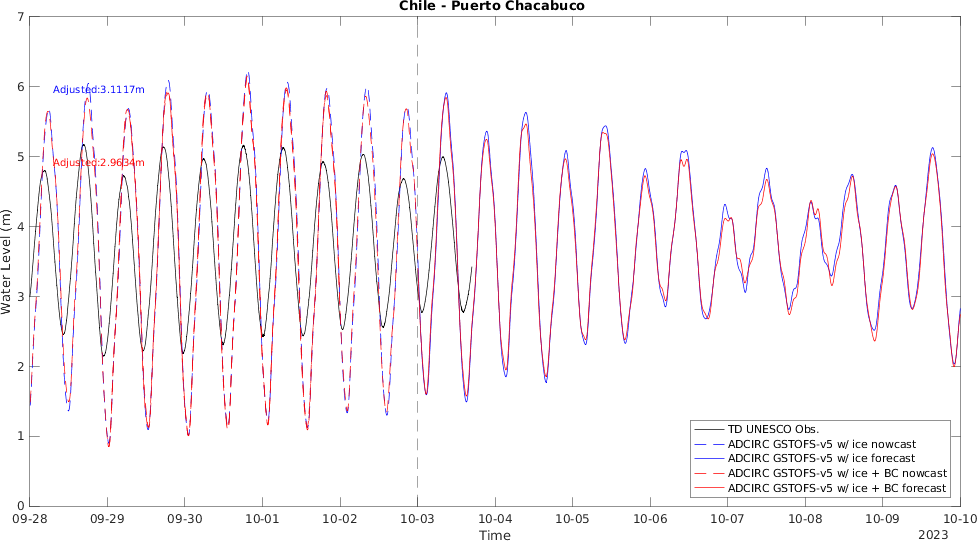 Chile - Puerto Chacabuco
7
6
5
4
3
2
1
0
Water Level (m)
Adjusted:3.1117m
Adjusted:2.9634m
TD UNESCO Obs.
ADCIRC GSTOFS-v5 w/ ice nowcast
ADCIRC GSTOFS-v5 w/ ice forecast
ADCIRC GSTOFS-v5 w/ ice + BC nowcast
ADCIRC GSTOFS-v5 w/ ice + BC forecast
09-28 09-29 09-30 10-01 10-02 10-03 10-04 10-05 10-06 10-07 10-08 10-09 10-10
Time
2023